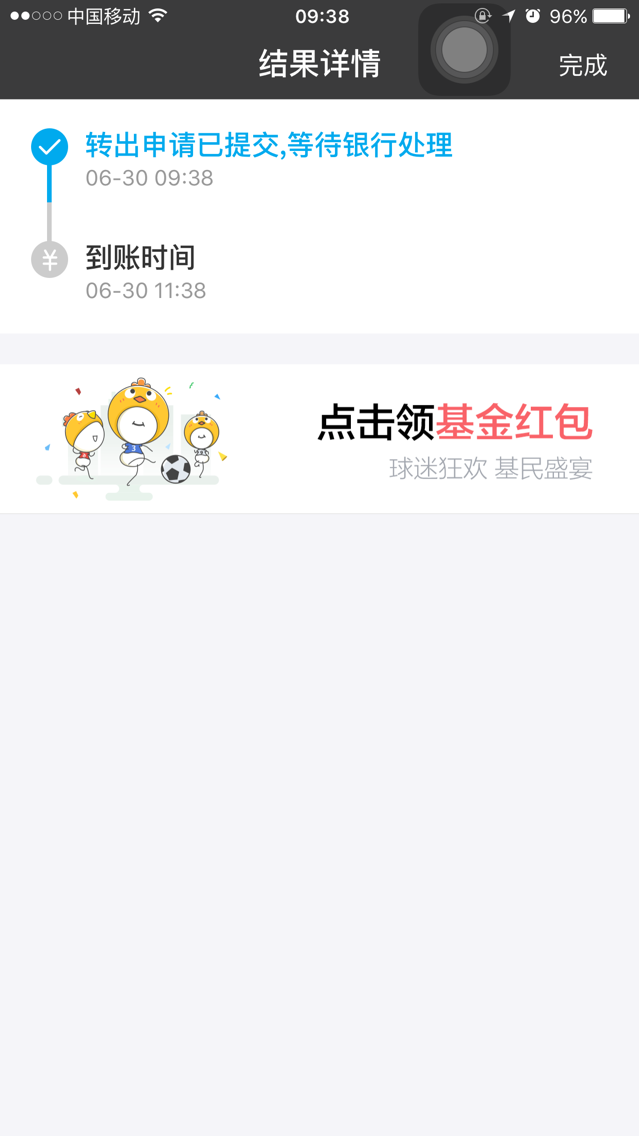 中国移动 09:38 96%
结果详情 完成
转出申请已提交,等待银行处理
06-30 09:38
¥ 到账时间
06-30 11:38
点击领基金红包
球迷狂欢 基民盛宴